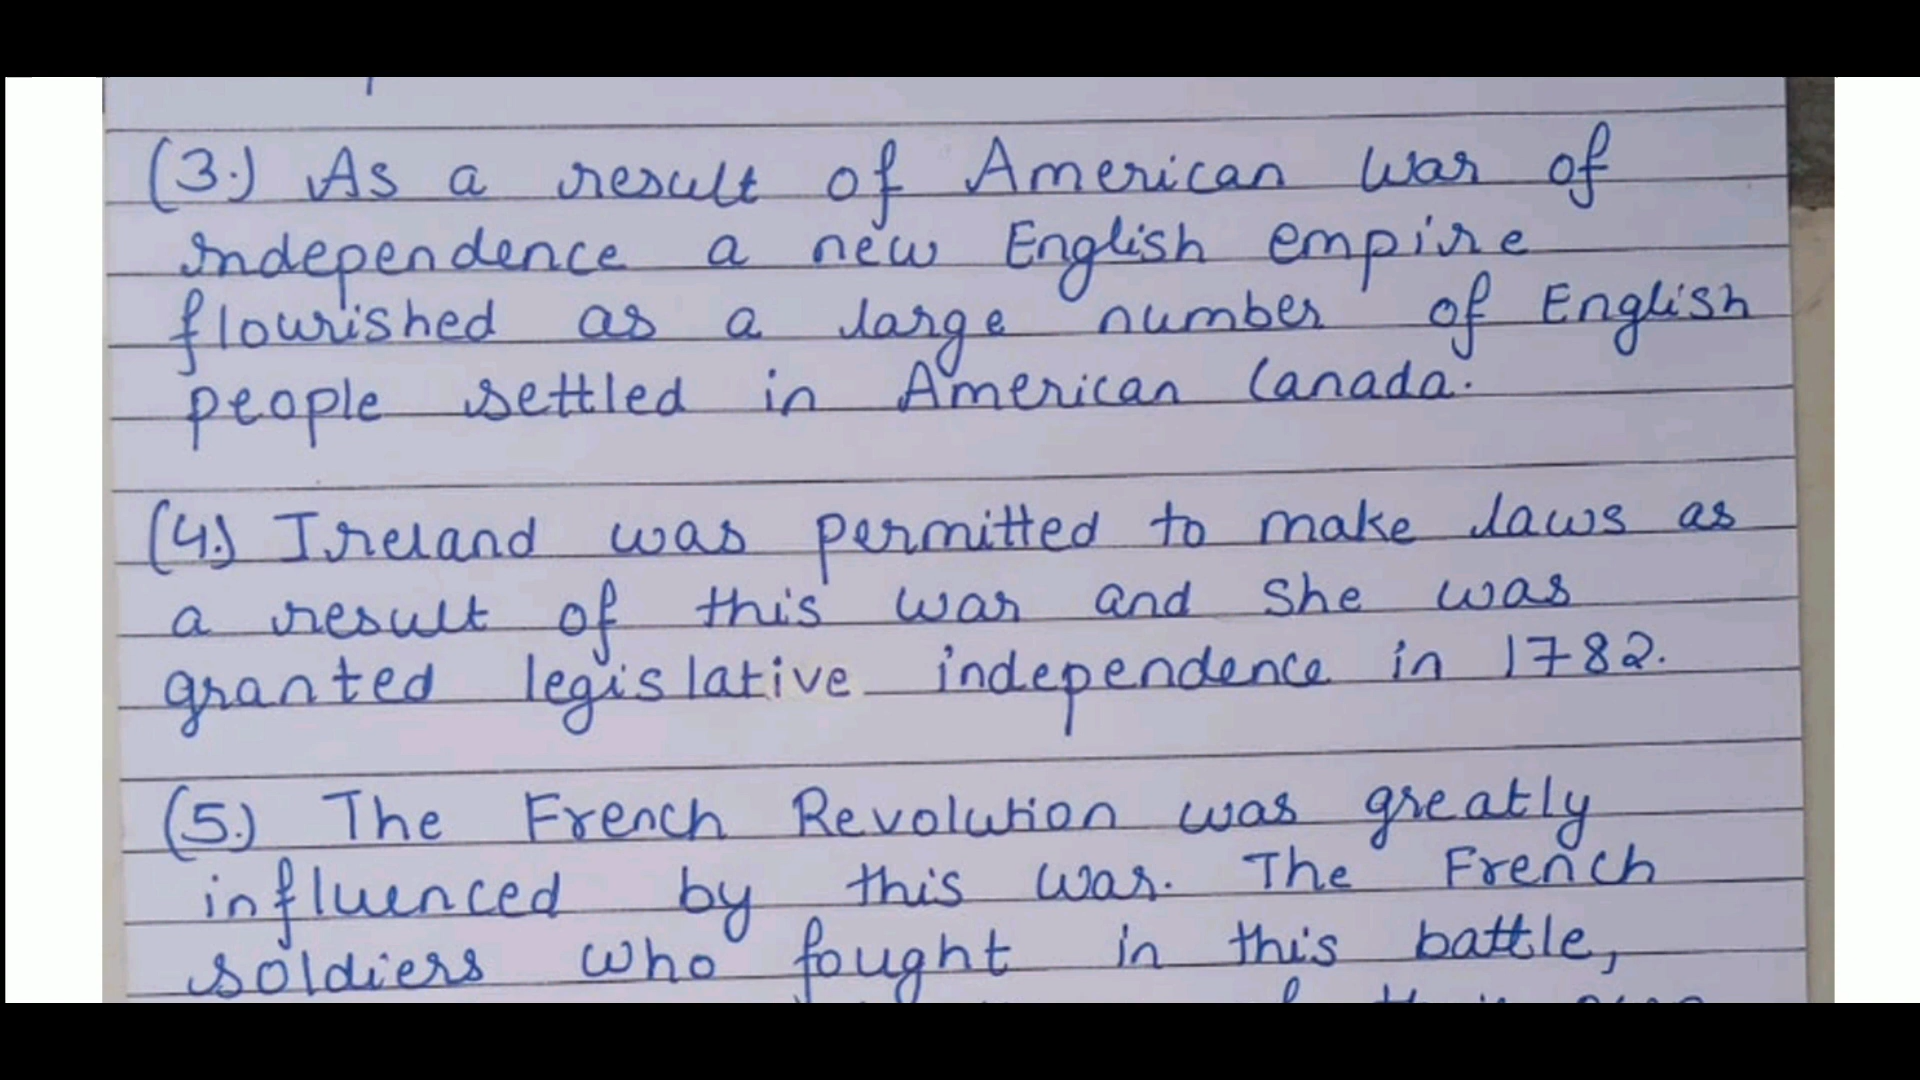 (3.) As a result of American war of
independence a new English empire
flourished as a large number of English
people settled in American Canada.
(4.) Ireland was permitted to make laws as
a result of this war and she was
granted legislative independence in 1782.
(5.) The French Revolution was greatly
influenced by this war. The French
soldiers who fought in this battle,